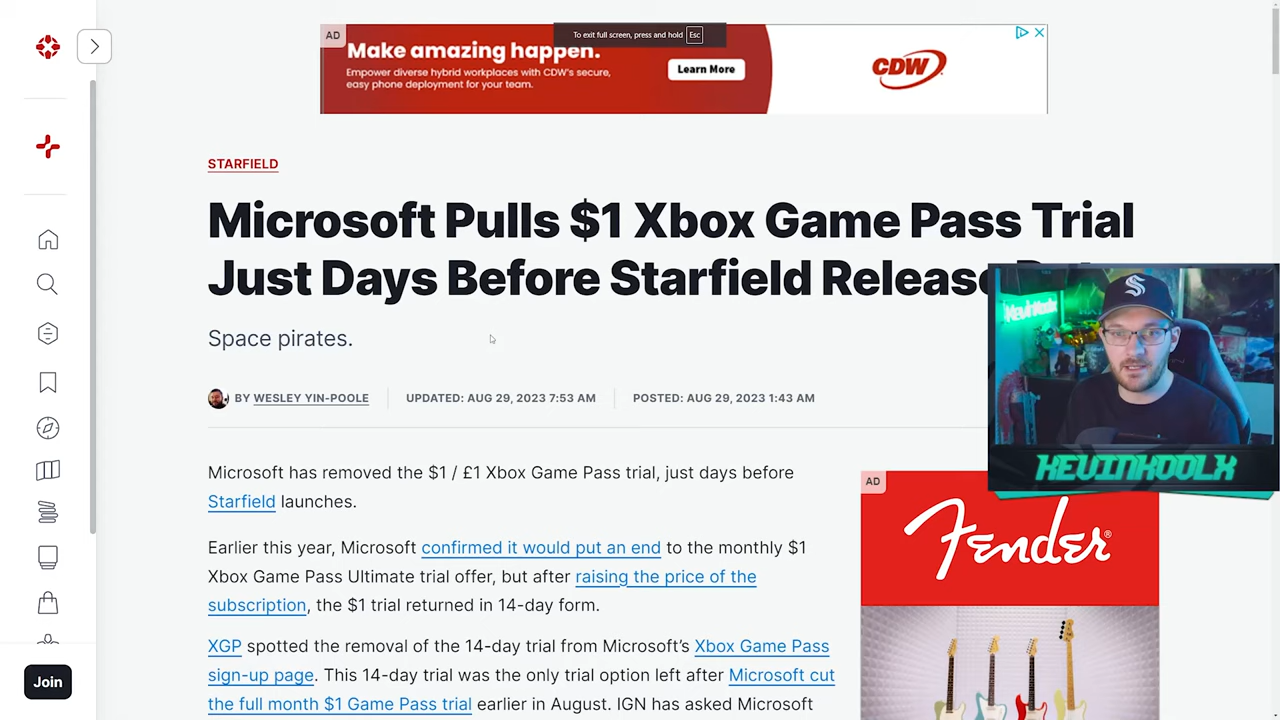 AD
Make amazing happen.
Empower diverse hybrid workplaces with CDW's secure,
easy phone deployment for your team.
To exit full screen, press and hold Esc
Learn More
CDW
STARFIELD
Microsoft Pulls $1 Xbox Game Pass Trial
Just Days Before Starfield Release
Space pirates.
BY WESLEY YIN-POOLE
UPDATED: AUG 29, 2023 7:53 AM
POSTED: AUG 29, 2023 1:43 AM
KevinKoolx
KEVINKOOLX
Microsoft has removed the $1 / £1 Xbox Game Pass trial, just days before
Starfield launches.
Earlier this year, Microsoft confirmed it would put an end to the monthly $1
Xbox Game Pass Ultimate trial offer, but after raising the price of the
subscription, the $1 trial returned in 14-day form.
XGP spotted the removal of the 14-day trial from Microsoft's Xbox Game Pass
sign-up page. This 14-day trial was the only trial option left after Microsoft cut
the full month $1 Game Pass trial earlier in August. IGN has asked Microsoft
AD
Fender®
Join